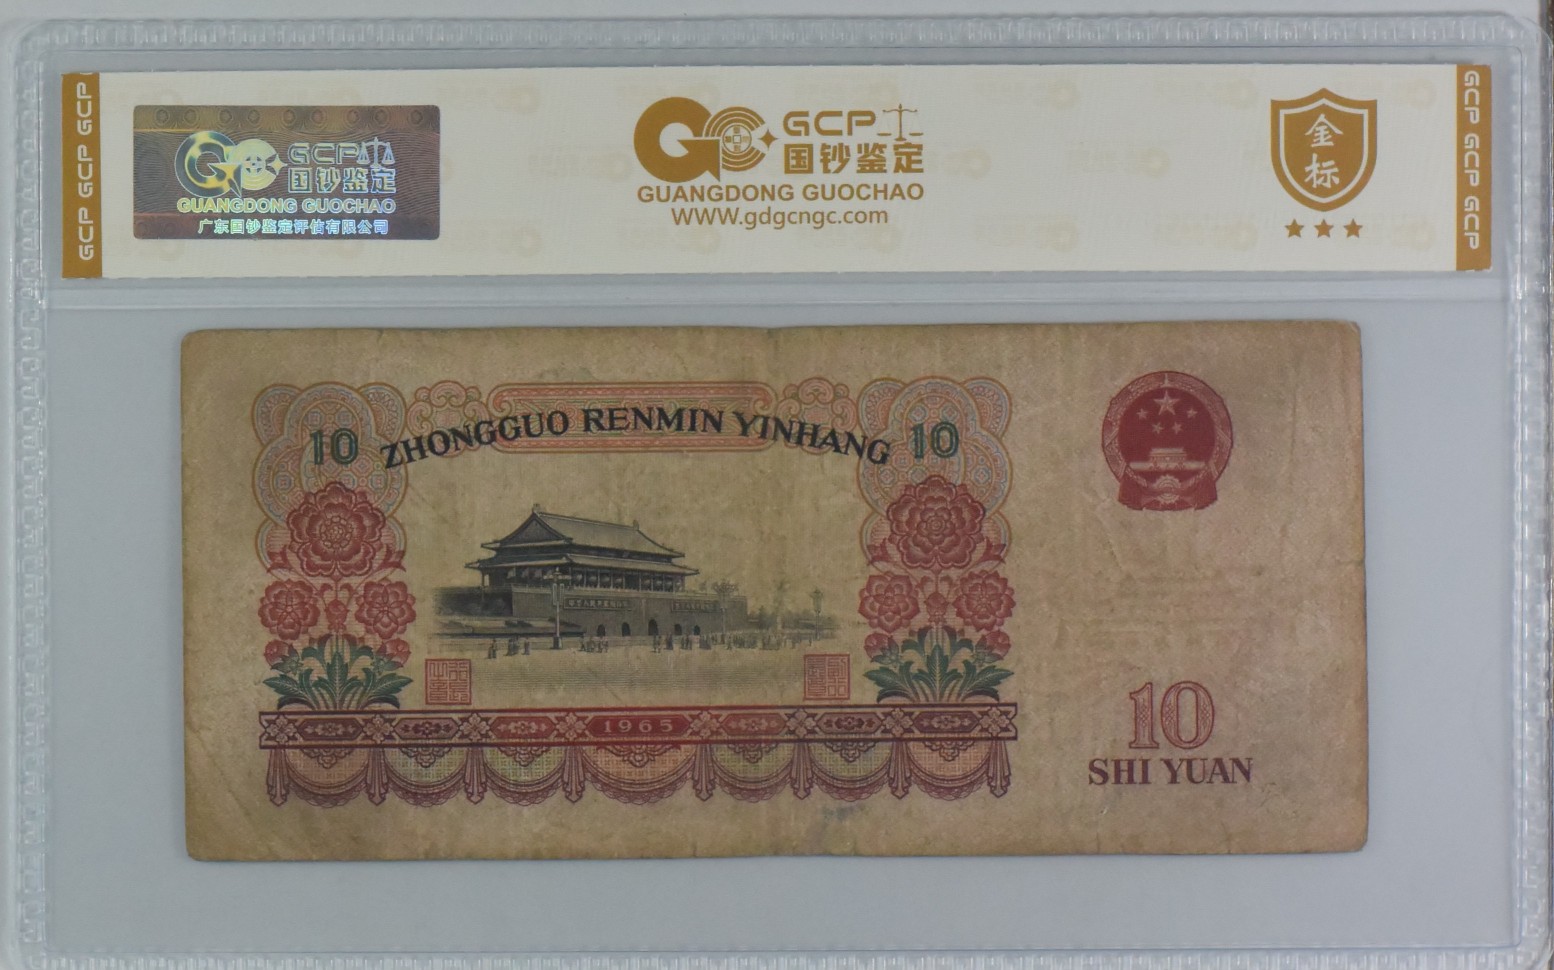 GCP GCP GCP
GCP
国钞鉴定
GUANGDONG GUOCHAO
广东国钞鉴定评估有限公司
GCP
国钞鉴定
GUANGDONG GUOCHAO
WWW.gdgcngc.com
金
标
GCP GCP GCP
10 ZHONGGUO RENMIN YINHANG 10
1965
10
SHI YUAN